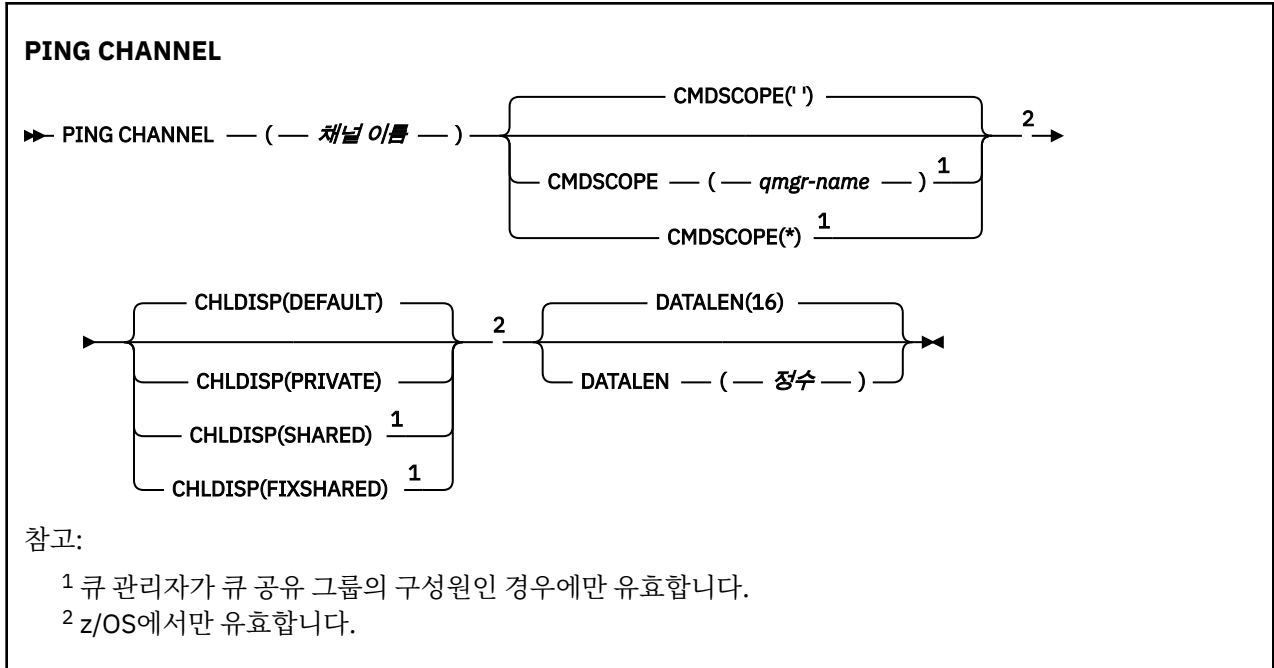 PING CHANNEL
CMDSCOPE(' ')
PING CHANNEL ( 채널 이름 ) 2
CMDSCOPE ( qmgr-name ) 1
CMDSCOPE(*) 1
CHLDISP(DEFAULT) 2 DATALEN(16)
CHLDISP(PRIVATE) DATALEN ( 정수 )
CHLDISP(SHARED) 1
CHLDISP(FIXSHARED) 1
참고:
1 큐 관리자가 큐 공유 그룹의 구성원인 경우에만 유효합니다.
2 z/OS에서만 유효합니다.